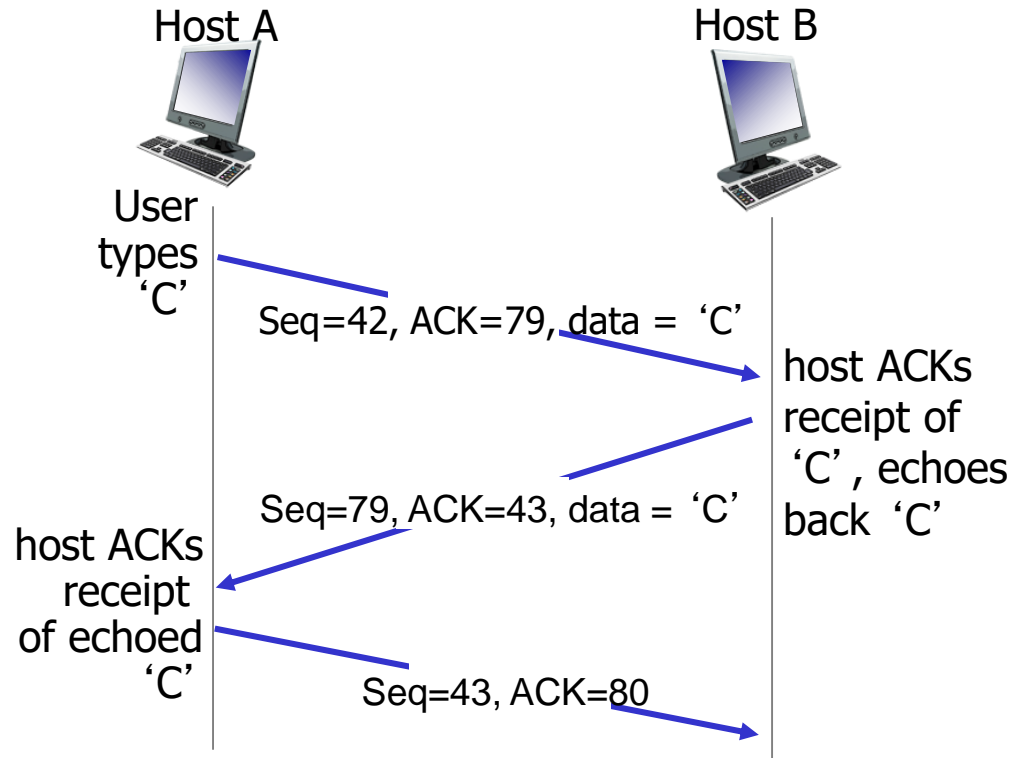 Host A
Host B
User
types
‘C’
Seq=42, ACK=79, data = ‘C’
host ACKs
receipt of
‘C’, echoes
back ‘C’
Seq=79, ACK=43, data = ‘C’
host ACKs
receipt
of echoed
‘C’
Seq=43, ACK=80